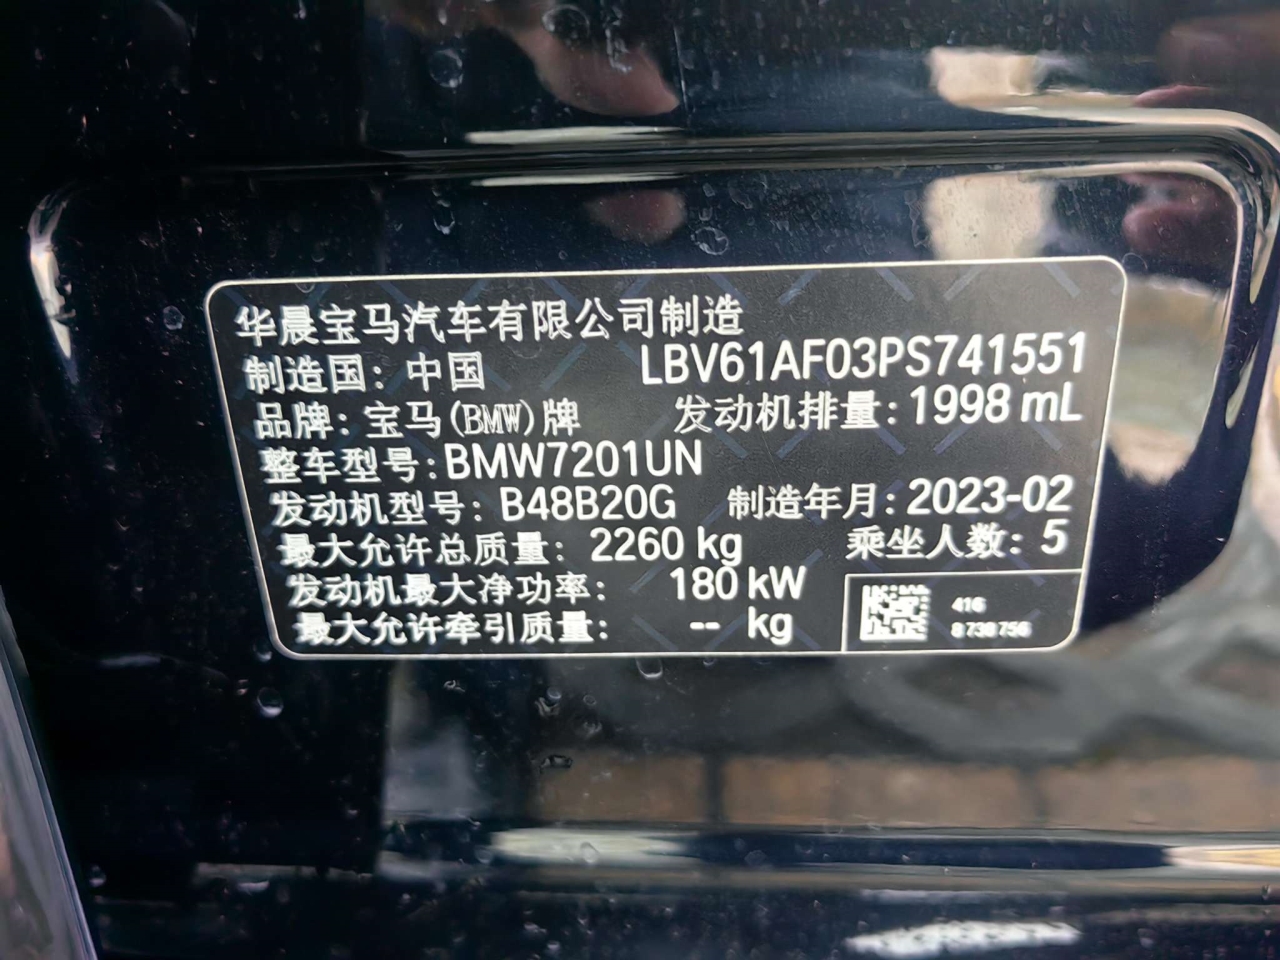 华晨宝马汽车有限公司制造
制造国：中国 LBV61AF03PS741551
品牌：宝马(BMW)牌 发动机排量：1998 mL
整车型号：BMW7201UN
发动机型号：B48B20G 制造年月：2023-02
最大允许总质量：2260 kg 乘坐人数：5
发动机最大净功率：180 kW
最大允许牵引质量：-- kg
416
8738756